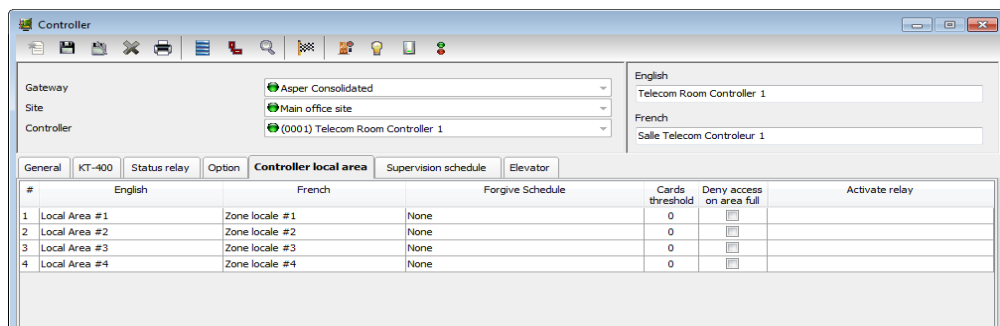 Controller
Gateway
Asper Consolidated
Site
Main office site
Controller
(0001) Telecom Room Controller 1
English
Telecom Room Controller 1
French
Salle Telecom Controleur 1
General KT-400 Status relay Option Controller local area Supervision schedule Elevator
# English French Forgive Schedule Cards threshold Deny access on area full Activate relay
1 Local Area #1 Zone locale #1 None 0
2 Local Area #2 Zone locale #2 None 0
3 Local Area #3 Zone locale #3 None 0
4 Local Area #4 Zone locale #4 None 0